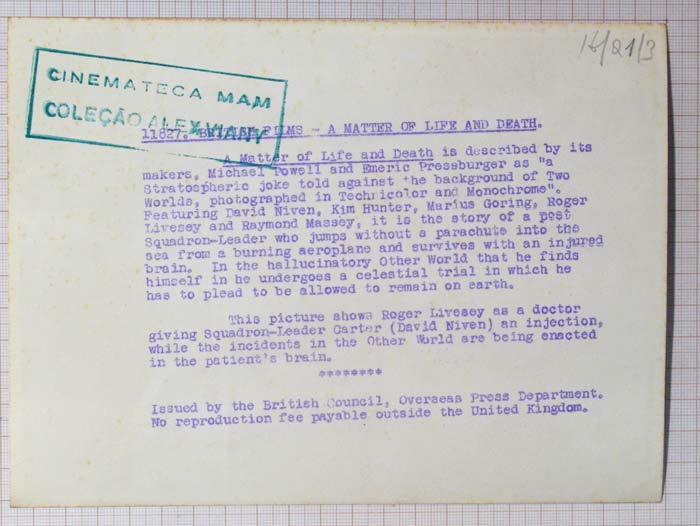 16/21/3
CINEMATECA MAM
COLEÇÃO ALEX VIANY
11827. BRITISH FILMS - A MATTER OF LIFE AND DEATH.
A Matter of Life and Death is described by its
makers, Michael Powell and Emeric Pressburger as "a
Stratospheric joke told against the background of Two
Worlds, photographed in Technicolor and Monochrome".
Featuring David Niven, Kim Hunter, Marius Goring, Roger
Livesey and Raymond Massey, it is the story of a poet
Squadron-Leader who jumps without a parachute into the
sea from a burning aeroplane and survives with an injured
brain. In the hallucinatory Other World that he finds
himself in he undergoes a celestial trial in which he
has to plead to be allowed to remain on earth.
This picture shows Roger Livesey as a doctor
giving Squadron-Leader Carter (David Niven) an injection,
while the incidents in the Other World are being enacted
in the patient's brain.
********
Issued by the British Council, Overseas Press Department.
No reproduction fee payable outside the United Kingdom.